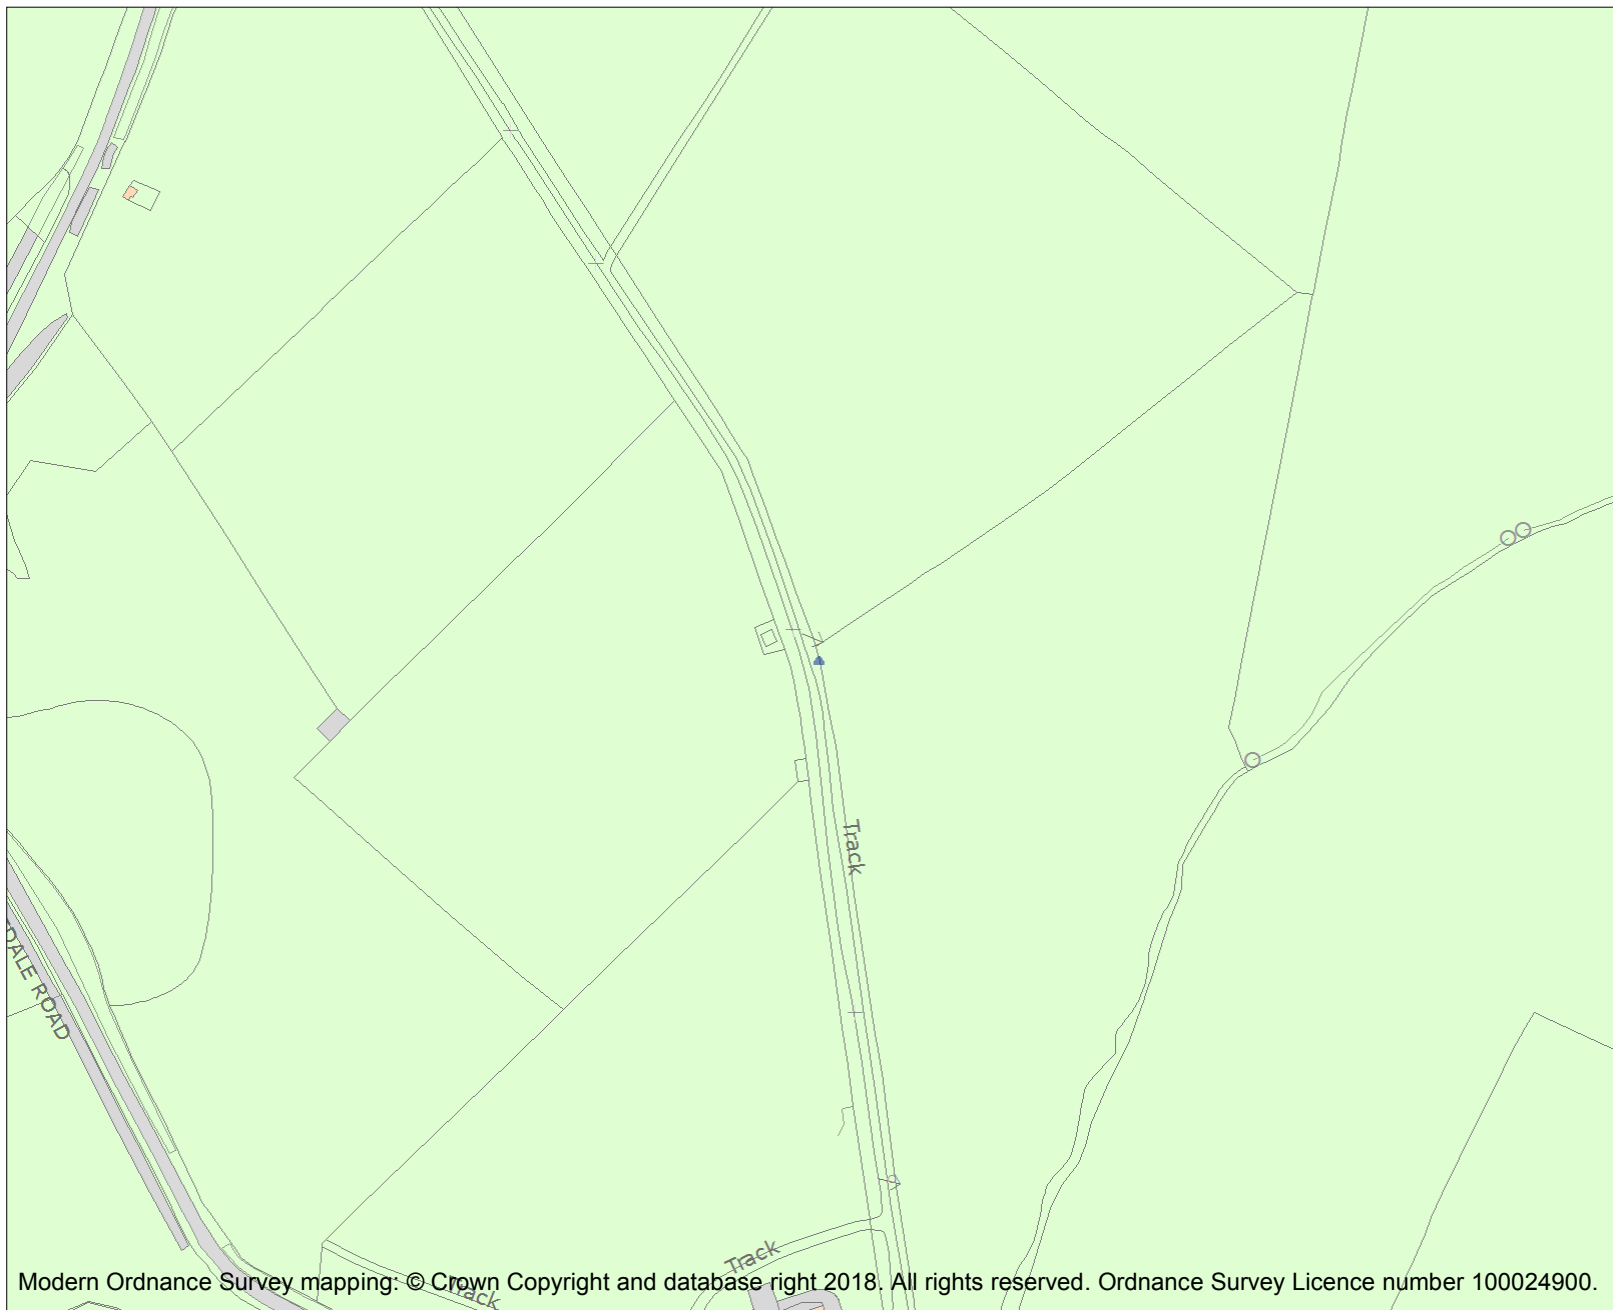 Track
DALE ROAD
Track
Track
Modern Ordnance Survey mapping: © Crown Copyright and database right 2018. All rights reserved. Ordnance Survey Licence number 100024900.